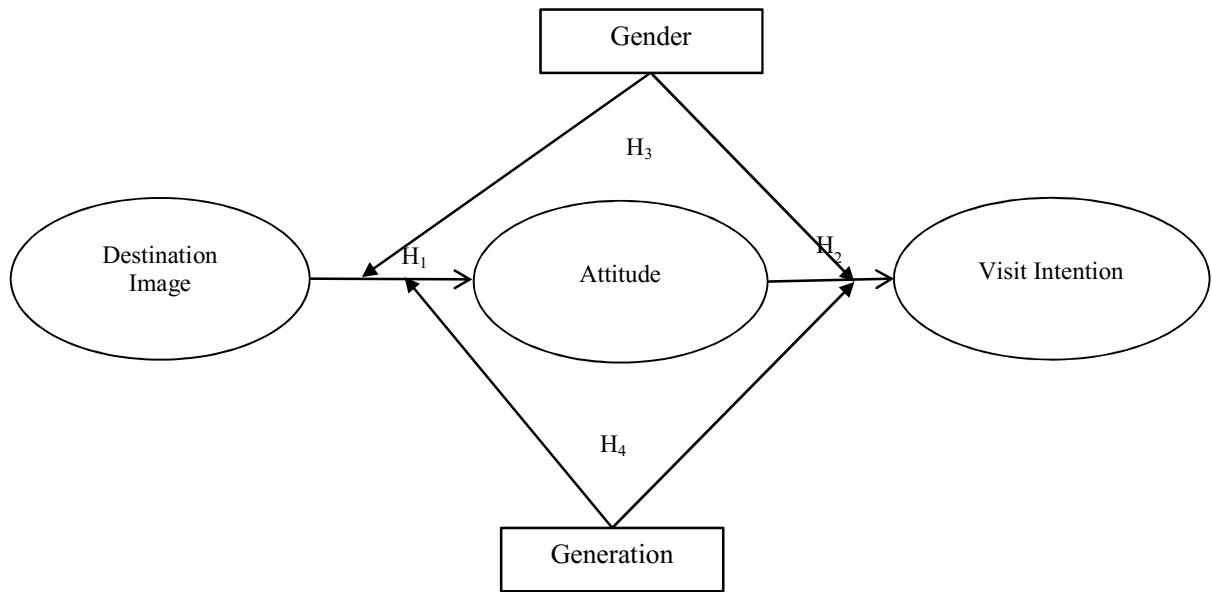 Gender
H₃
Destination
Image
H₁
Attitude
H₂
Visit Intention
H₄
Generation